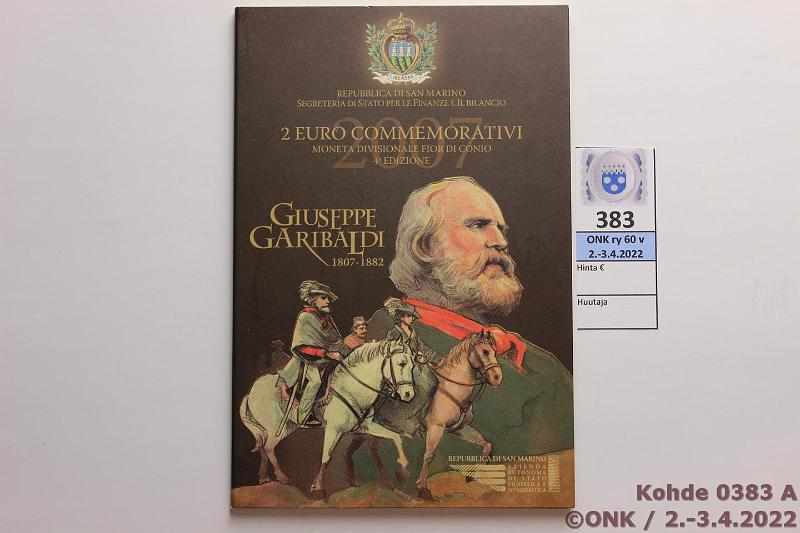 LIBERTAS
REPUBBLICA DI SAN MARINO
SEGRETERIA DI STATO PER LE FINANZE E IL BILANCIO
2007
2 EURO COMMEMORATIVI
MONETA DIVISIONALE FIOR DI CONIO
4ª EDIZIONE
GIUSEPPE
GARIBALDI
1807-1882
REPUBBLICA DI SAN MARINO
AZIENDA
AUTONOMA
DI STATO
FILATELICA E
NUMISMATICA
383
ONK ry 60 v
2.-3.4.2022
Hinta €
Huutaja
Kohde 0383 A
©ONK / 2.-3.4.2022